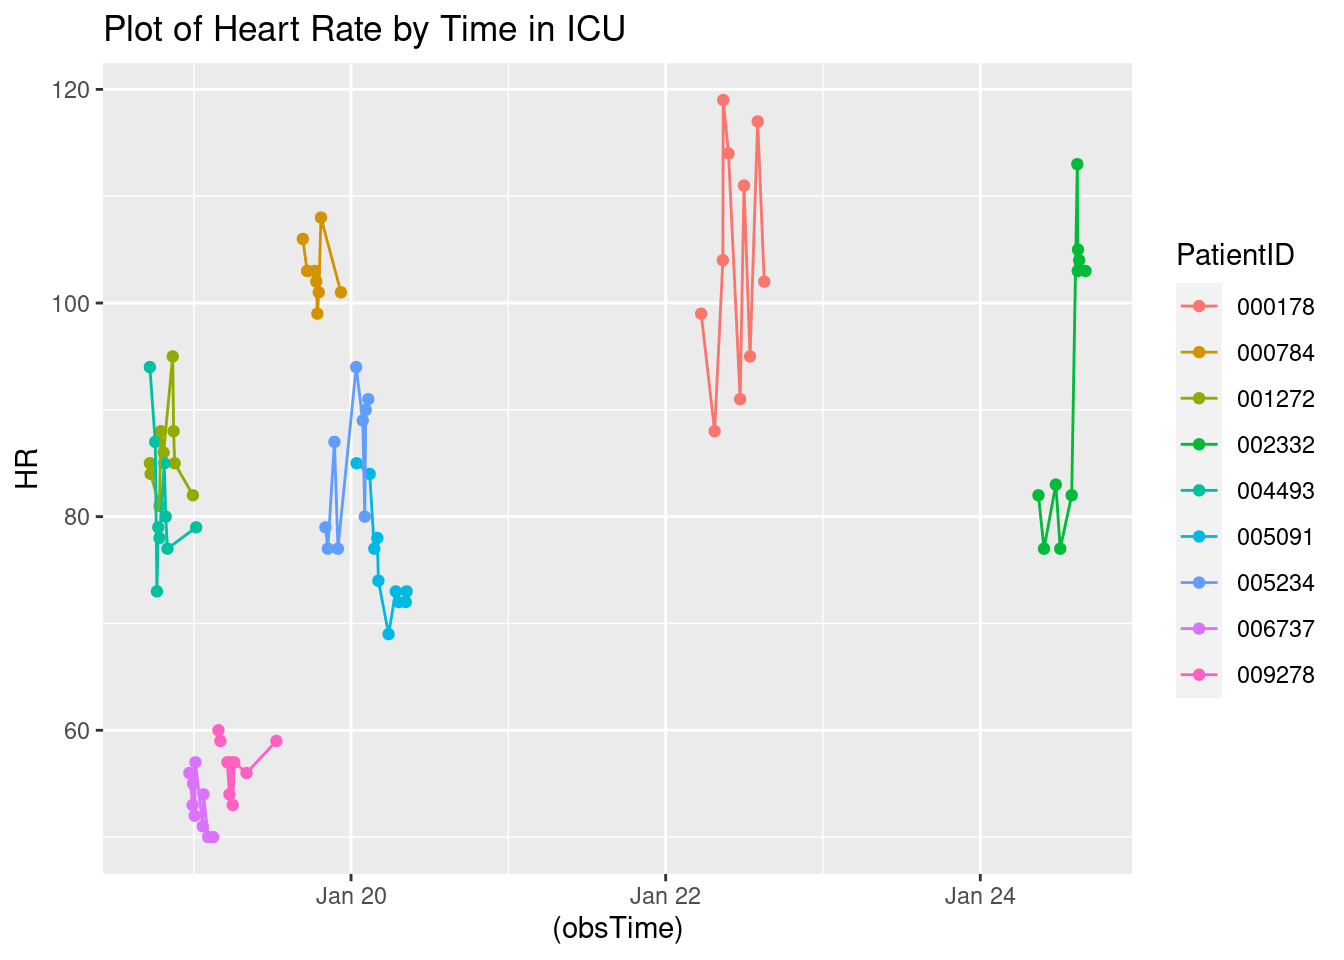 Plot of Heart Rate by Time in ICU
120
100
80
60
HR
Jan 20
Jan 22
Jan 24
(obsTime)
PatientID
000178
000784
001272
002332
004493
005091
005234
006737
009278